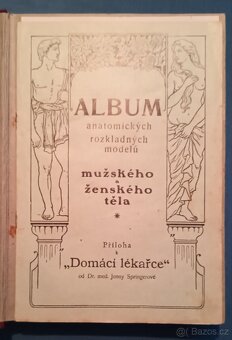 ALBUM
anatomických
rozkladných
modelů
mužského
a
ženského
těla
Příloha
k
„Domácí lékařce“
od Dr. med. Jenny Springerové
Bazos.cz